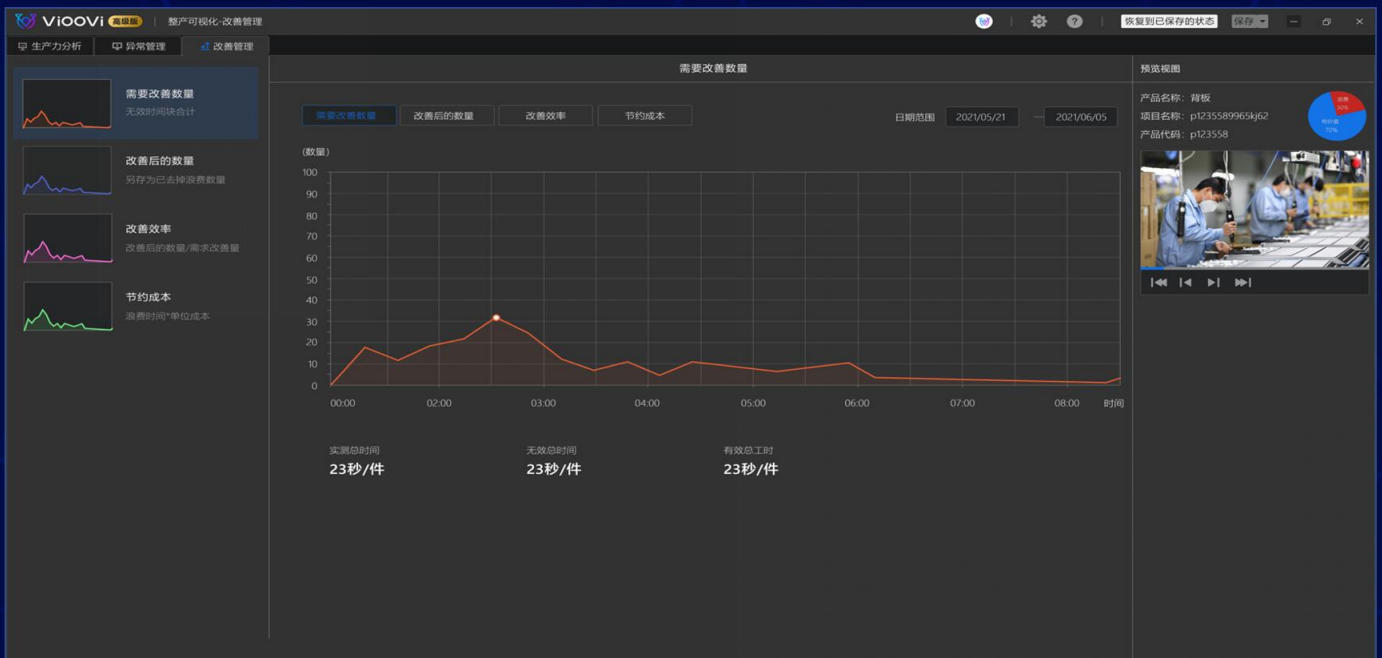 ViOOVi 高级版 整产可视化-改善管理
恢复到已保存的状态 保存
生产力分析 异常管理 改善管理
需要改善数量
无效时间块合计
改善后的数量
另存为已去掉浪费数量
改善效率
改善后的数量/需求改善量
节约成本
浪费时间*单位成本
需要改善数量
需要改善数量 改善后的数量 改善效率 节约成本
日期范围 2021/05/21 — 2021/06/05
(数量)
100
90
80
70
60
50
40
30
20
10
0
00:00 02:00 03:00 04:00 05:00 06:00 07:00 08:00 时间
实测总时间 无效总时间 有效总工时
23秒/件 23秒/件 23秒/件
预览视图
产品名称: 背板
项目名称: p1235589965kj62
产品代码: p123558
浪费
30%
有价值
70%